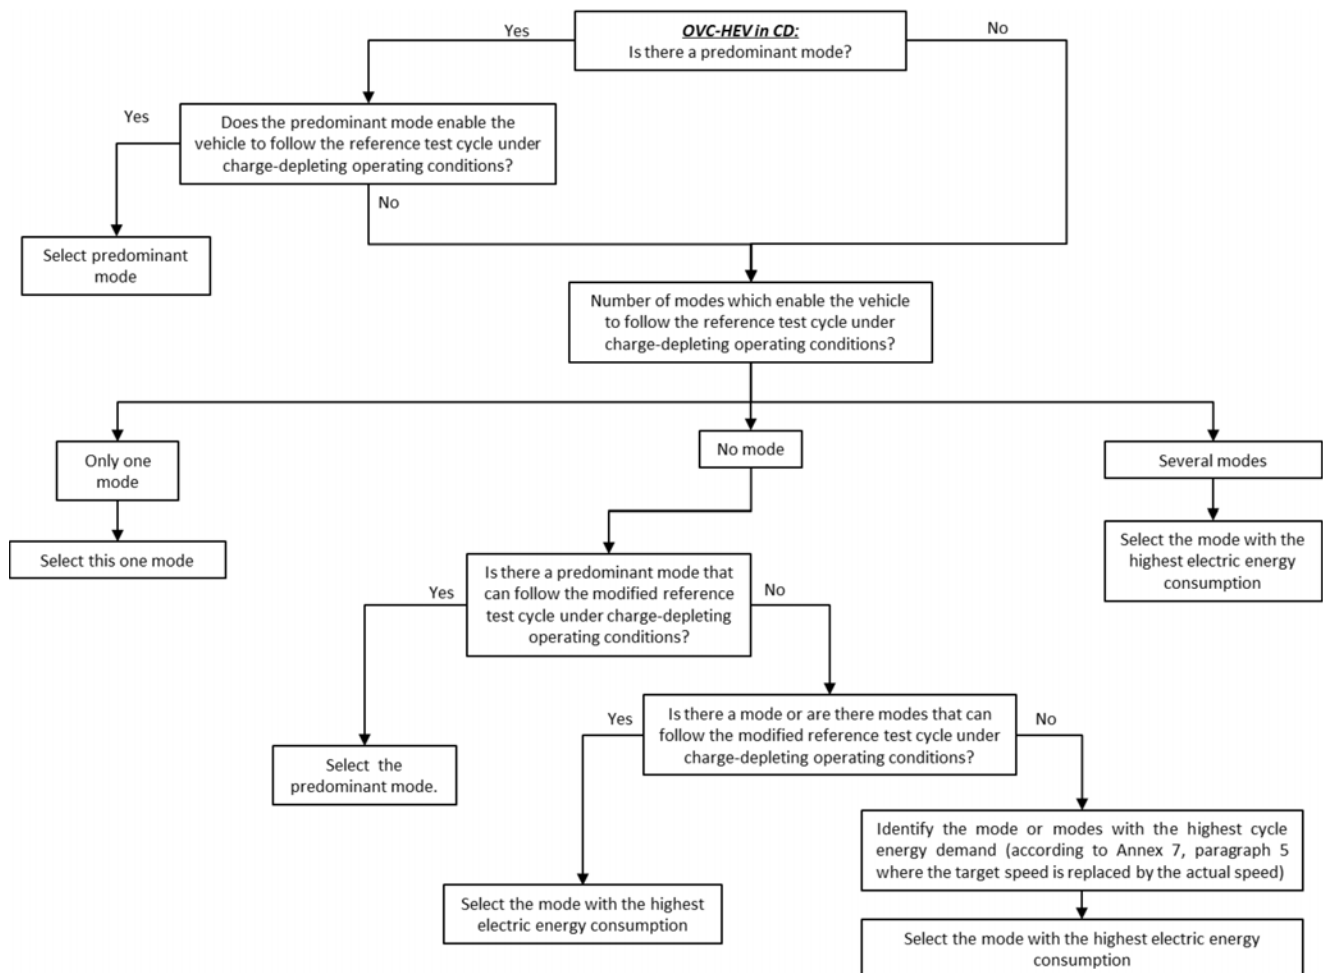 OVC-HEV in CD:
Is there a predominant mode?
Yes
No
Does the predominant mode enable the
vehicle to follow the reference test cycle under
charge-depleting operating conditions?
Yes
No
Select predominant
mode
Number of modes which enable the vehicle
to follow the reference test cycle under
charge-depleting operating conditions?
Only one
mode
No mode
Several modes
Select this one mode
Select the mode with the
highest electric energy
consumption
Is there a predominant mode that
can follow the modified reference
test cycle under charge-depleting
operating conditions?
Yes
No
Select the
predominant mode.
Is there a mode or are there modes that can
follow the modified reference test cycle under
charge-depleting operating conditions?
Yes
No
Select the mode with the highest
electric energy consumption
Identify the mode or modes with the highest cycle
energy demand (according to Annex 7, paragraph 5
where the target speed is replaced by the actual speed)
Select the mode with the highest electric energy
consumption